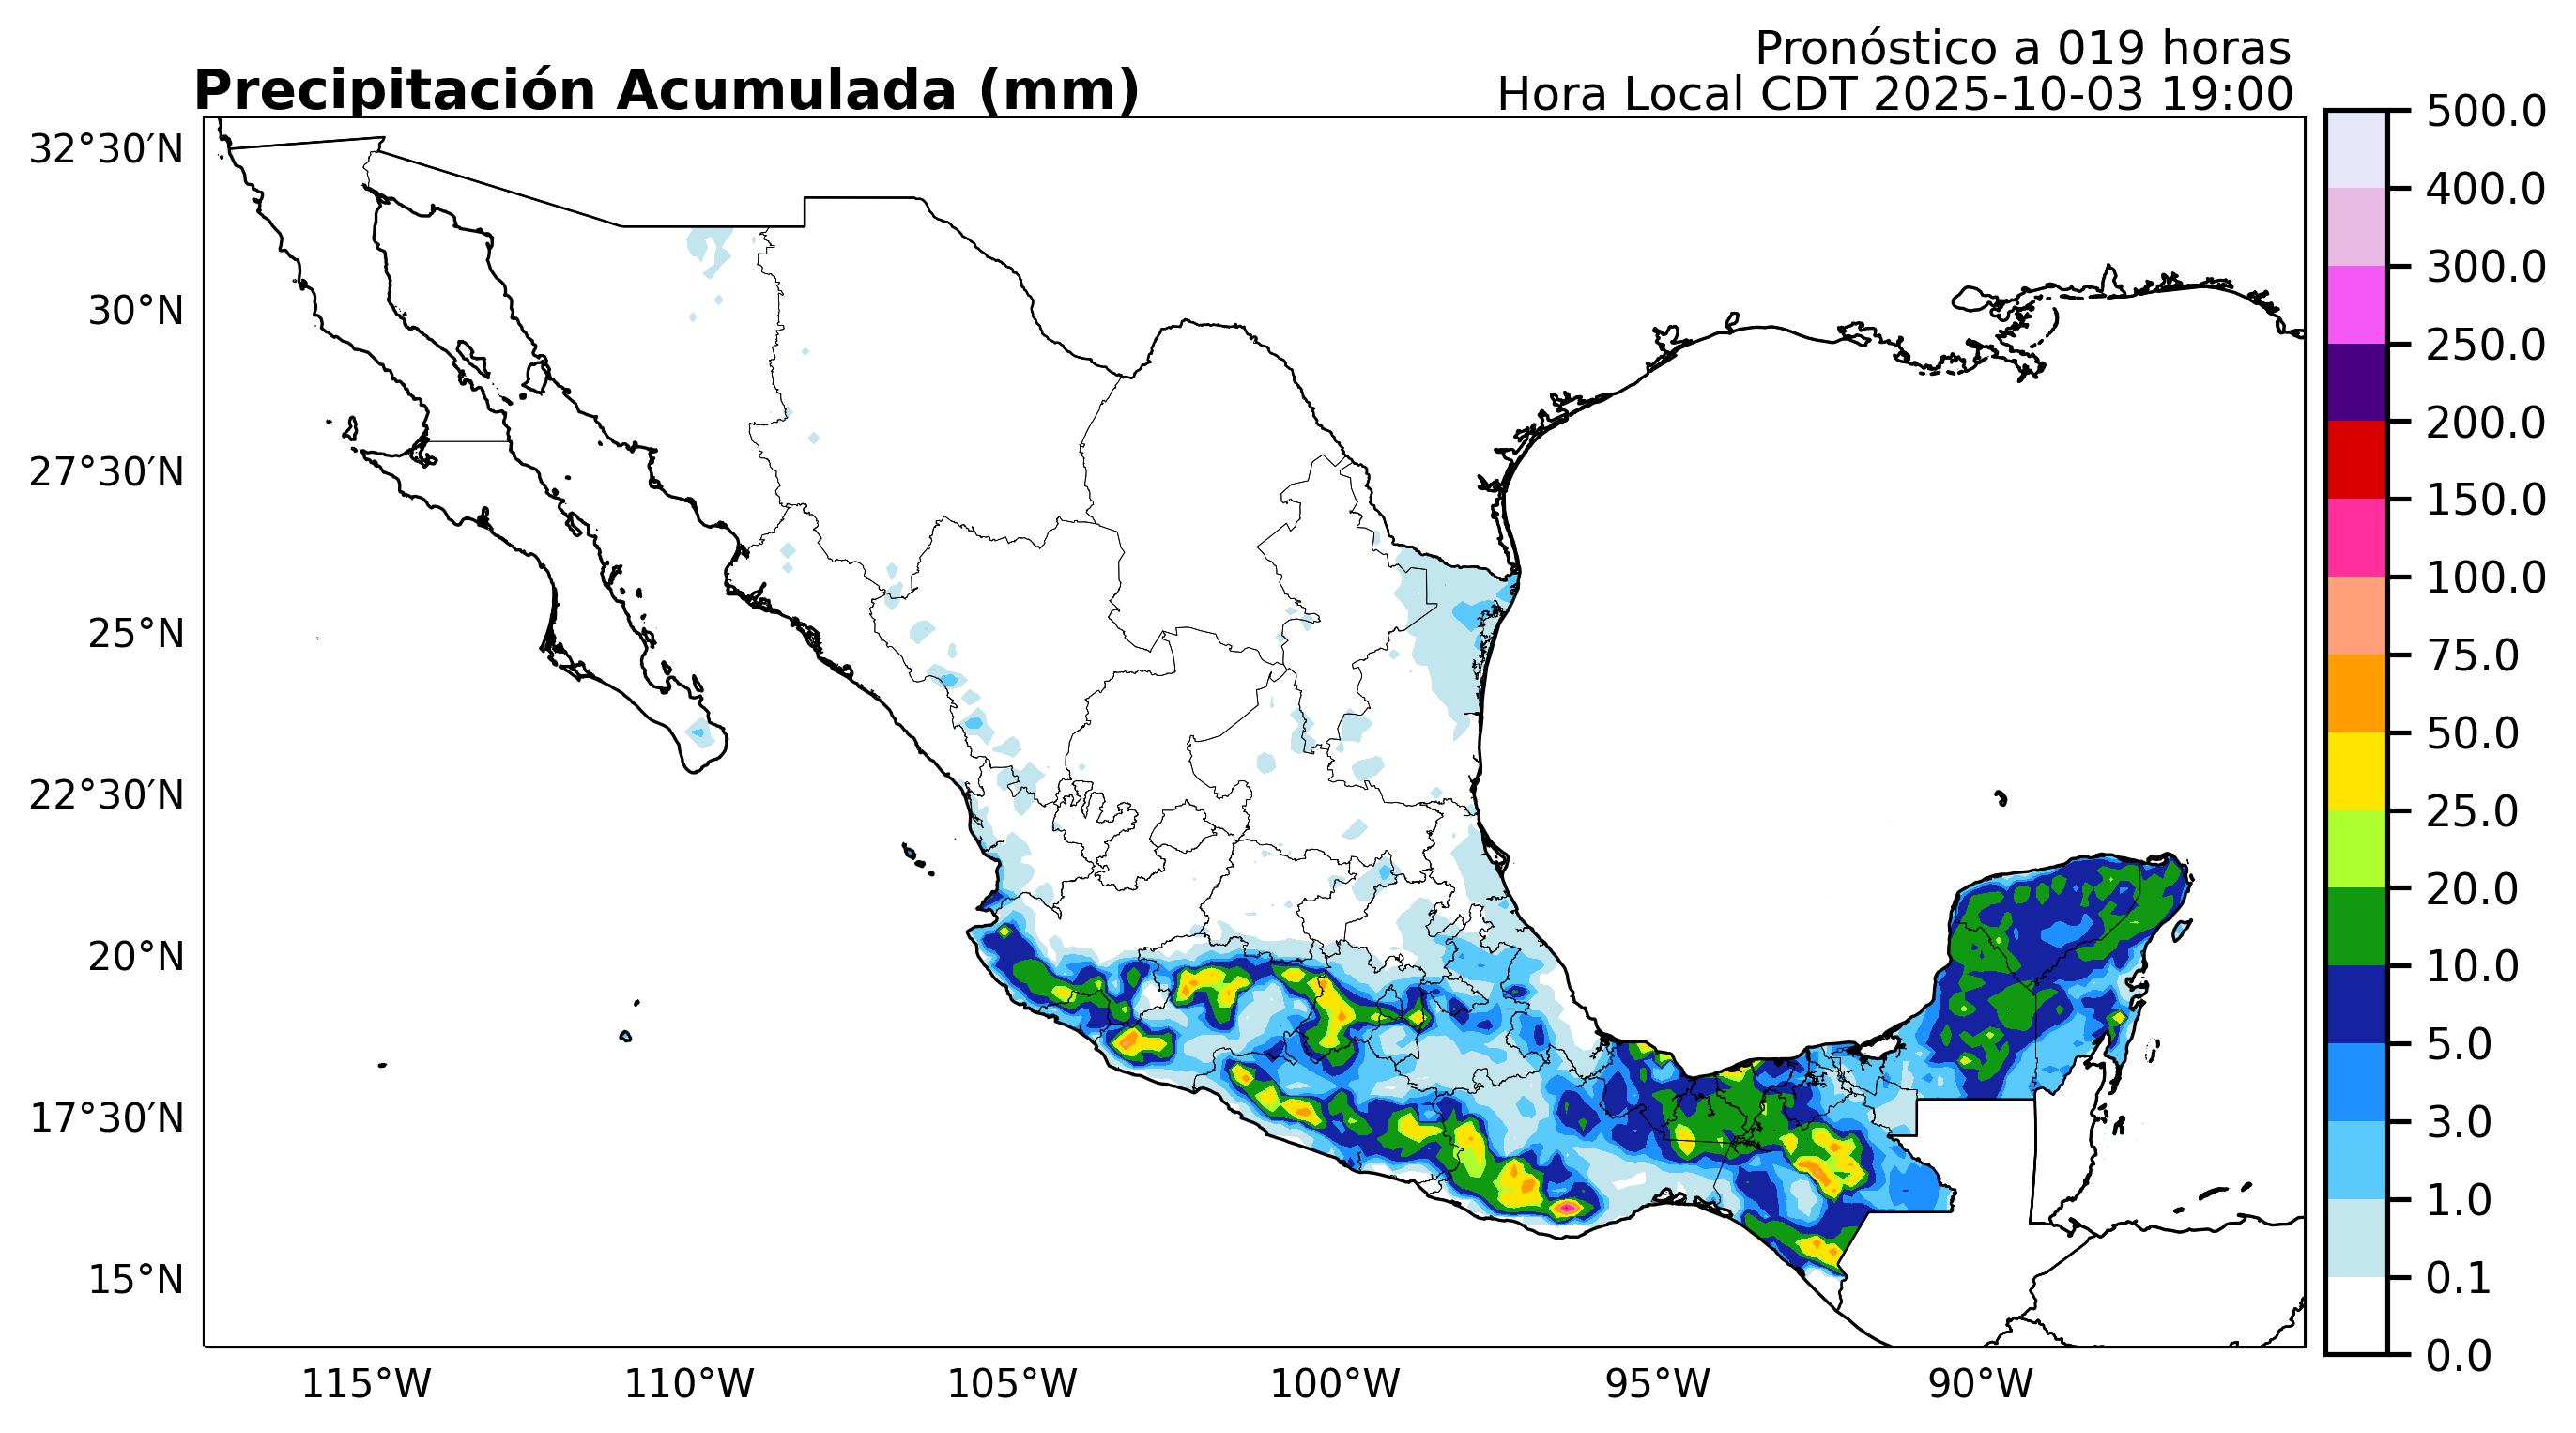 Pronóstico a 019 horas
Precipitación Acumulada (mm)
Hora Local CDT 2025-10-03 19:00
32°30′N
30°N
27°30′N
25°N
22°30′N
20°N
17°30′N
15°N
115°W
110°W
105°W
100°W
95°W
90°W
500.0
400.0
300.0
250.0
200.0
150.0
100.0
75.0
50.0
25.0
20.0
10.0
5.0
3.0
1.0
0.1
0.0